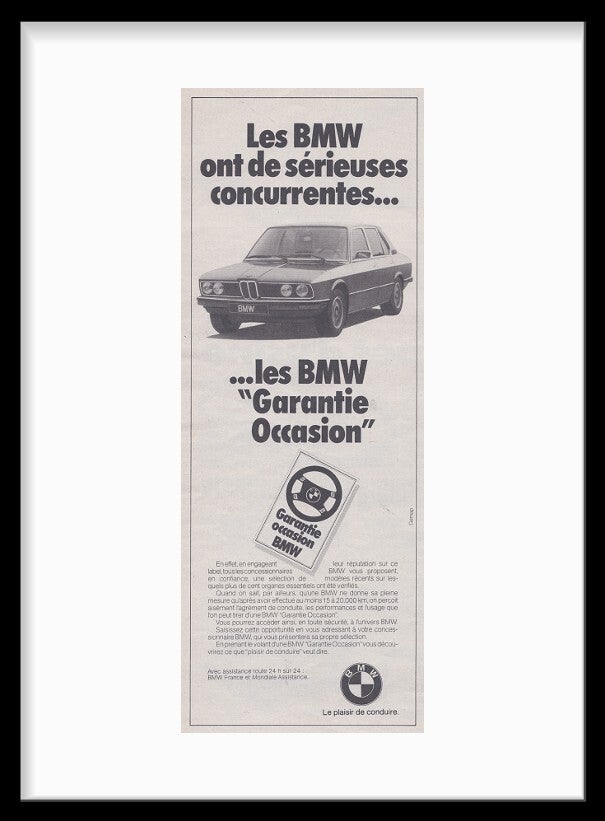 Les BMW
ont de sérieuses
concurrentes...
BMW
...les BMW
"Garantie
Occasion"
Garantie
occasion
BMW
En effet, en engageant leur réputation sur ce
label, tous les concessionnaires BMW vous proposent,
en confiance, une sélection de modèles récents sur les-
quels plus de cent organes essentiels ont été vérifiés.
Quand on sait, par ailleurs, qu'une BMW ne donne sa pleine
mesure qu'après avoir effectué au moins 15 à 20.000 km, on perçoit
aisément l'agrément de conduite, les performances et l'usage que
l'on peut tirer d'une BMW "Garantie Occasion".
Vous pourrez accéder ainsi, en toute sécurité, à l'univers BMW.
Saisissez cette opportunité en vous adressant à votre conces-
sionnaire BMW, qui vous présentera sa propre sélection.
En prenant le volant d'une BMW "Garantie Occasion" vous décou-
vrirez ce que "plaisir de conduire" veut dire.
Avec assistance route 24 h sur 24 :
BMW France et Mondiale Assistance.
BMW
Le plaisir de conduire.